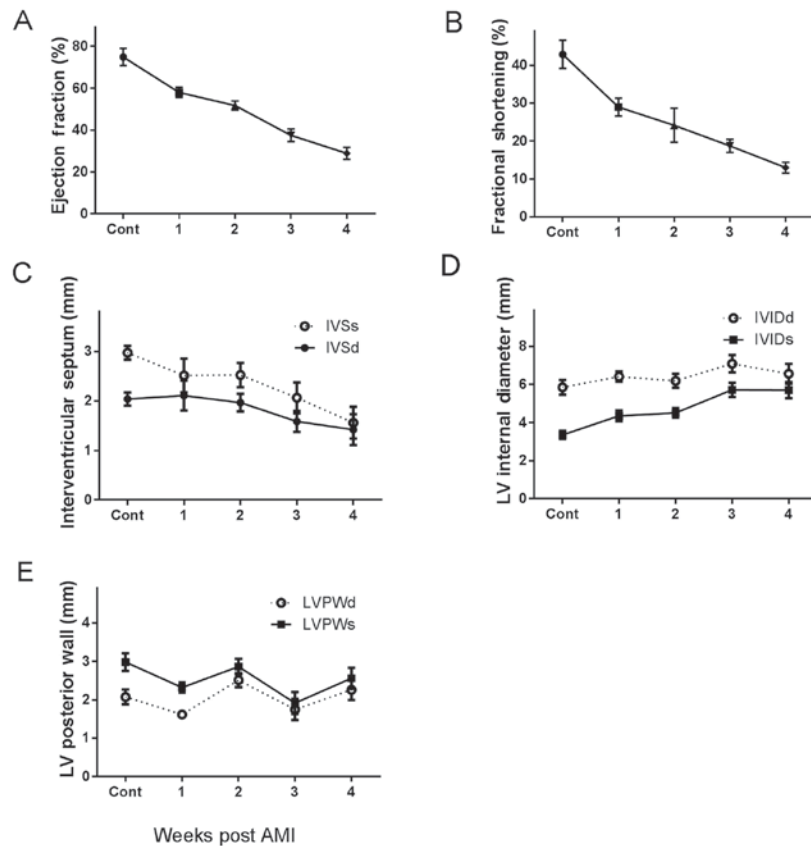 A
Ejection fraction (%)
80
60
40
20
0
Cont 1 2 3 4
B
Fractional shortening (%)
40
30
20
10
0
Cont 1 2 3 4
C
Interventricular septum (mm)
IVSs
IVSd
3
2
1
0
Cont 1 2 3 4
D
LV internal diameter (mm)
IVIDd
IVIDs
8
6
4
2
0
Cont 1 2 3 4
E
LV posterior wall (mm)
LVPWd
LVPWs
4
3
2
1
0
Cont 1 2 3 4
Weeks post AMI